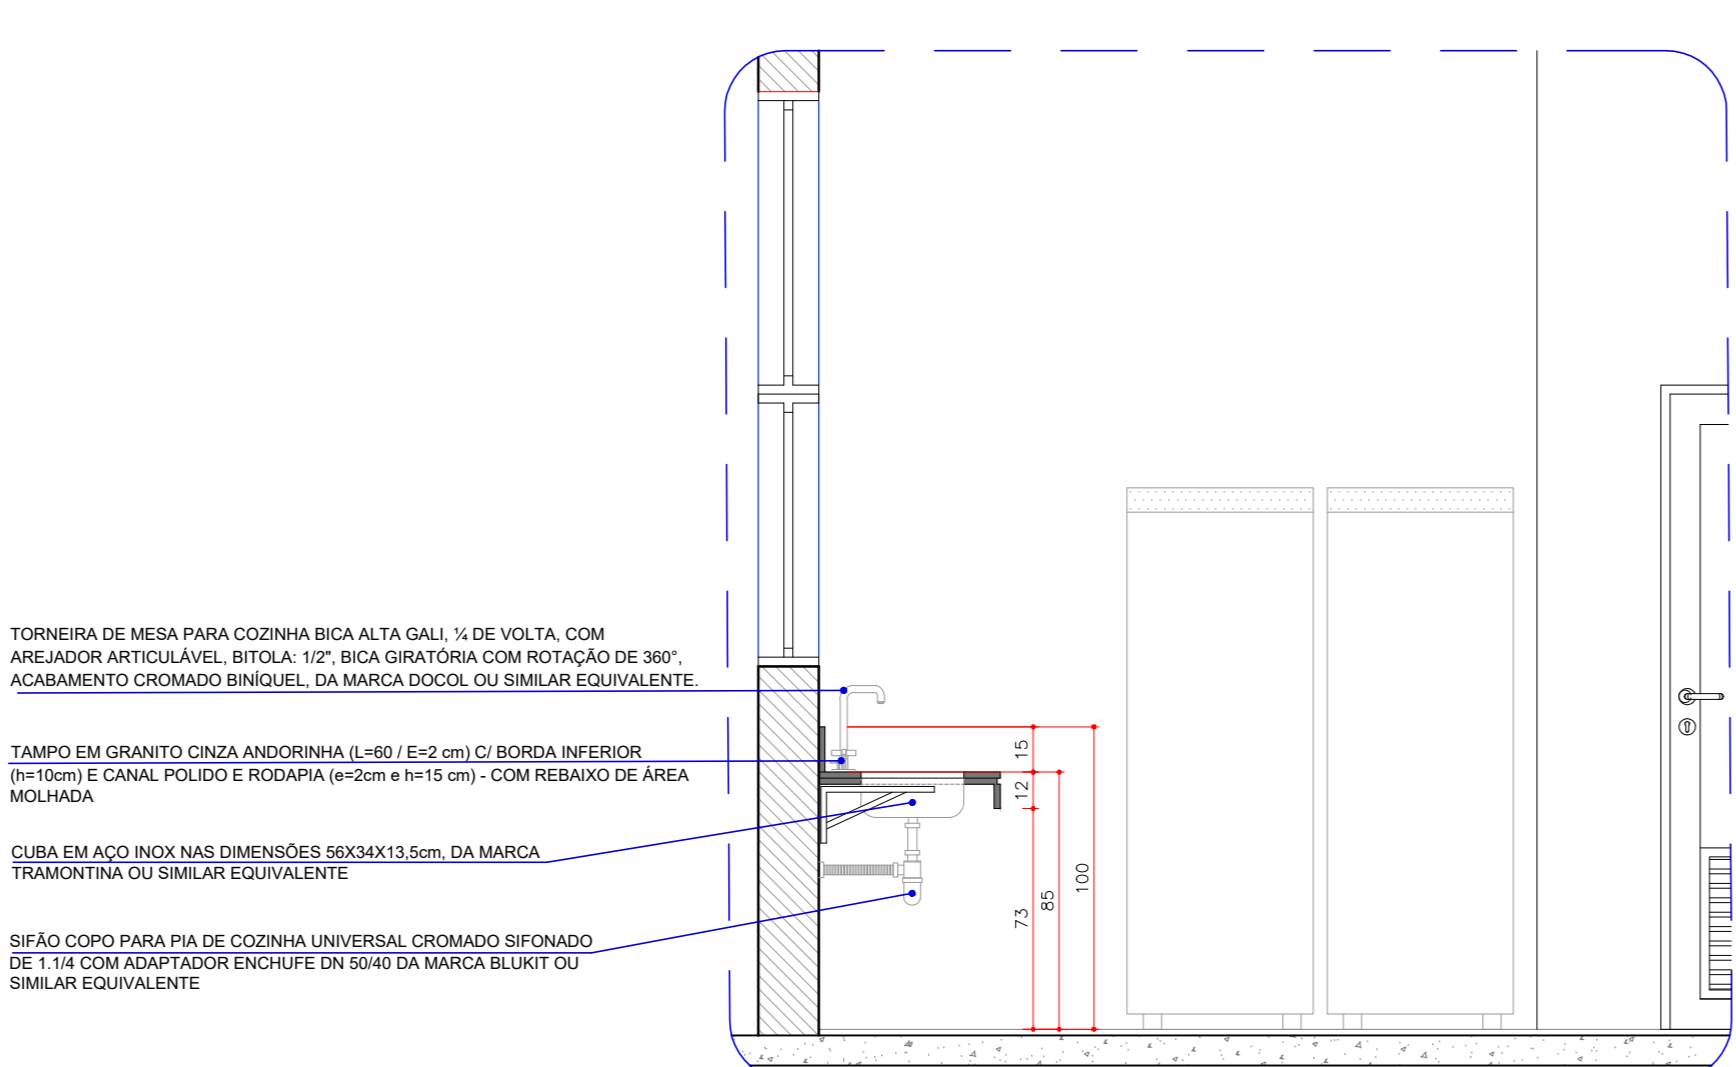 TORNEIRA DE MESA PARA COZINHA BICA ALTA GALI, ¼ DE VOLTA, COM
AREJADOR ARTICULÁVEL, BITOLA: 1/2", BICA GIRATÓRIA COM ROTAÇÃO DE 360°,
ACABAMENTO CROMADO BINÍQUEL, DA MARCA DOCOL OU SIMILAR EQUIVALENTE.
TAMPO EM GRANITO CINZA ANDORINHA (L=60 / E=2 cm) C/ BORDA INFERIOR
(h=10cm) E CANAL POLIDO E RODAPIA (e=2cm e h=15 cm) - COM REBAIXO DE ÁREA
MOLHADA
CUBA EM AÇO INOX NAS DIMENSÕES 56X34X13,5cm, DA MARCA
TRAMONTINA OU SIMILAR EQUIVALENTE
SIFÃO COPO PARA PIA DE COZINHA UNIVERSAL CROMADO SIFONADO
DE 1.1/4 COM ADAPTADOR ENCHUFE DN 50/40 DA MARCA BLUKIT OU
SIMILAR EQUIVALENTE
15
12
73
85
100